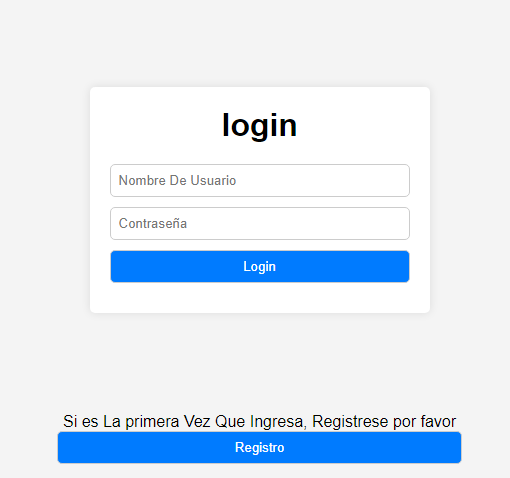 login
Nombre De Usuario
Contraseña
Login
Si es La primera Vez Que Ingresa, Registrese por favor
Registro